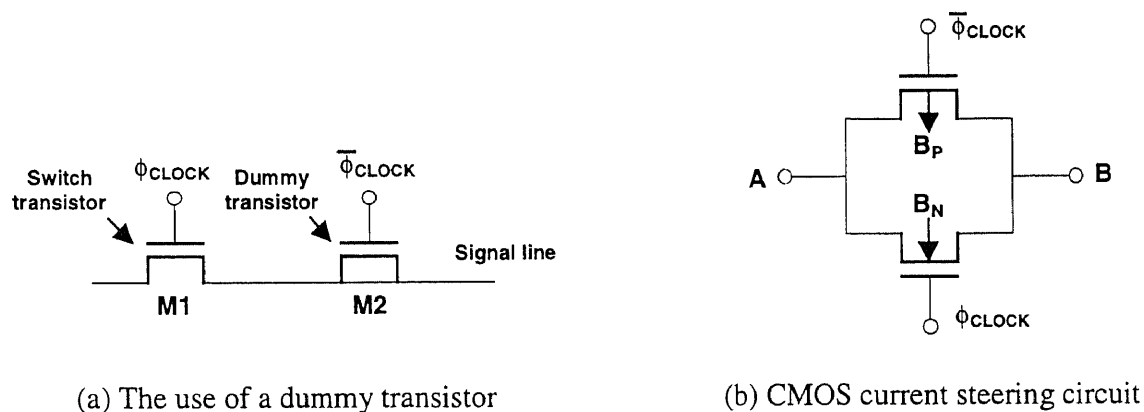 Switch
transistor
ϕCLOCK
Dummy
transistor
ϕ̅CLOCK
Signal line
M1
M2
(a) The use of a dummy transistor
ϕ̅CLOCK
BP
A
B
BN
ϕCLOCK
(b) CMOS current steering circuit